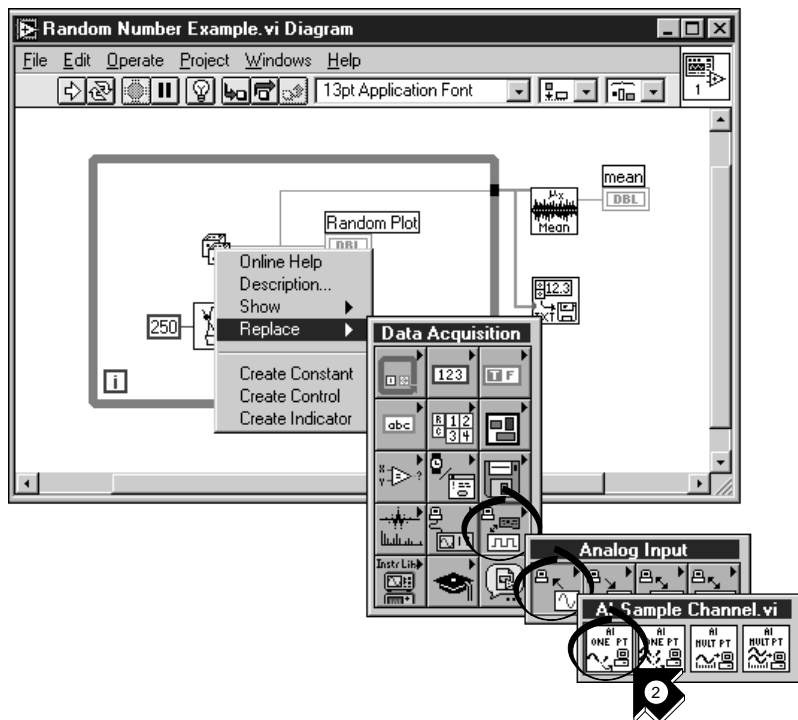 Random Number Example.vi Diagram
File Edit Operate Project Windows Help
13pt Application Font
1
mean
DBL
μx
Mean
Random Plot
DBL
12.3
TXT
250
i
Online Help
Description...
Show
Replace
Create Constant
Create Control
Create Indicator
Data Acquisition
123
T F
abc
R 1 2
C 3 4
X
Y
?
Instr Lib
Analog Input
AI Sample Channel.vi
AI
ONE PT
AI
ONE PT
AI
MULT PT
AI
MULT PT
2